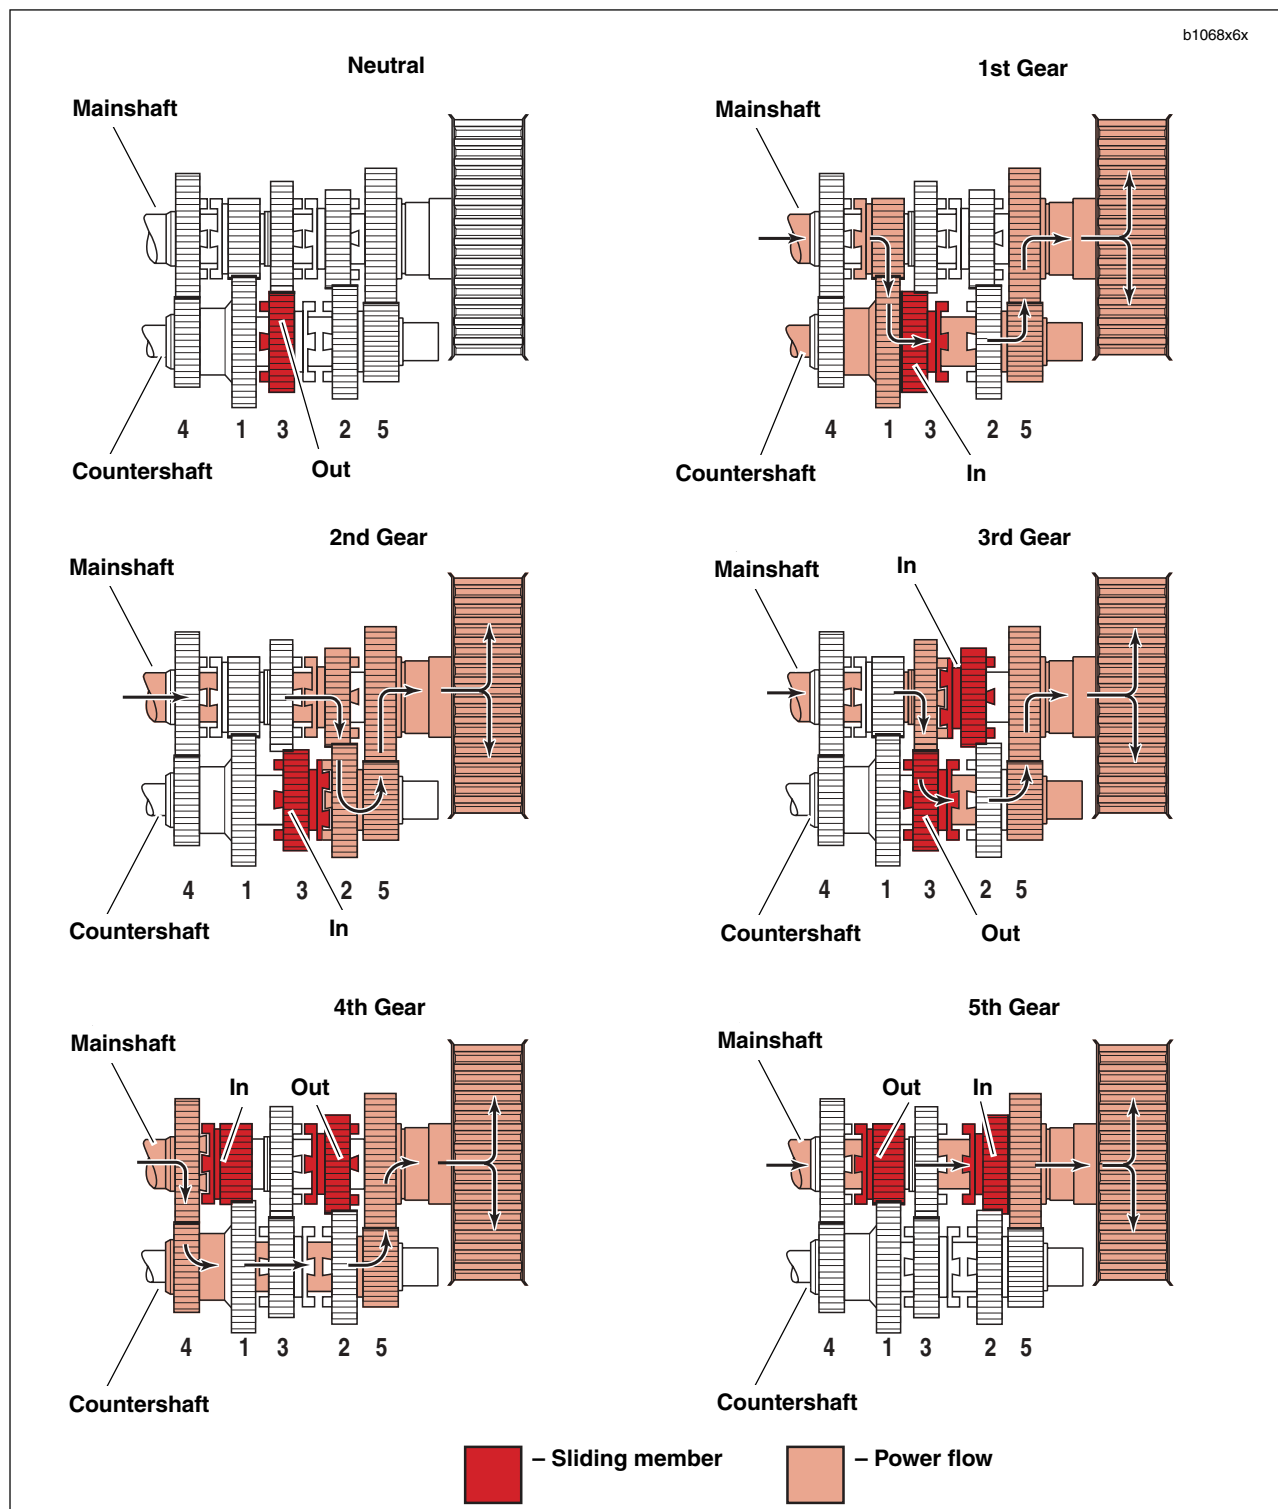 b1068x6x
Neutral
Mainshaft
4 1 3 2 5
Countershaft
Out
1st Gear
Mainshaft
4 1 3 2 5
Countershaft
In
2nd Gear
Mainshaft
4 1 3 2 5
Countershaft
In
3rd Gear
Mainshaft
In
4 1 3 2 5
Countershaft
Out
4th Gear
Mainshaft
In
Out
4 1 3 2 5
Countershaft
5th Gear
Mainshaft
Out
In
4 1 3 2 5
Countershaft
– Sliding member
– Power flow